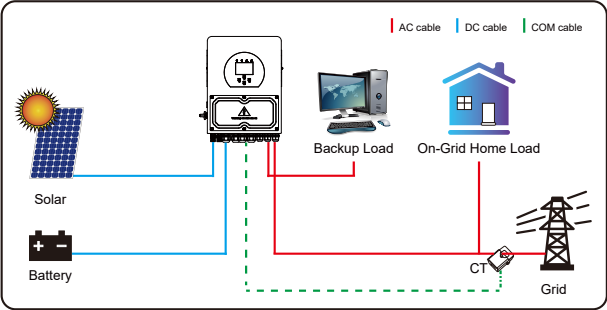 AC cable
DC cable
COM cable
Backup Load
On-Grid Home Load
Solar
Battery
CT
Grid